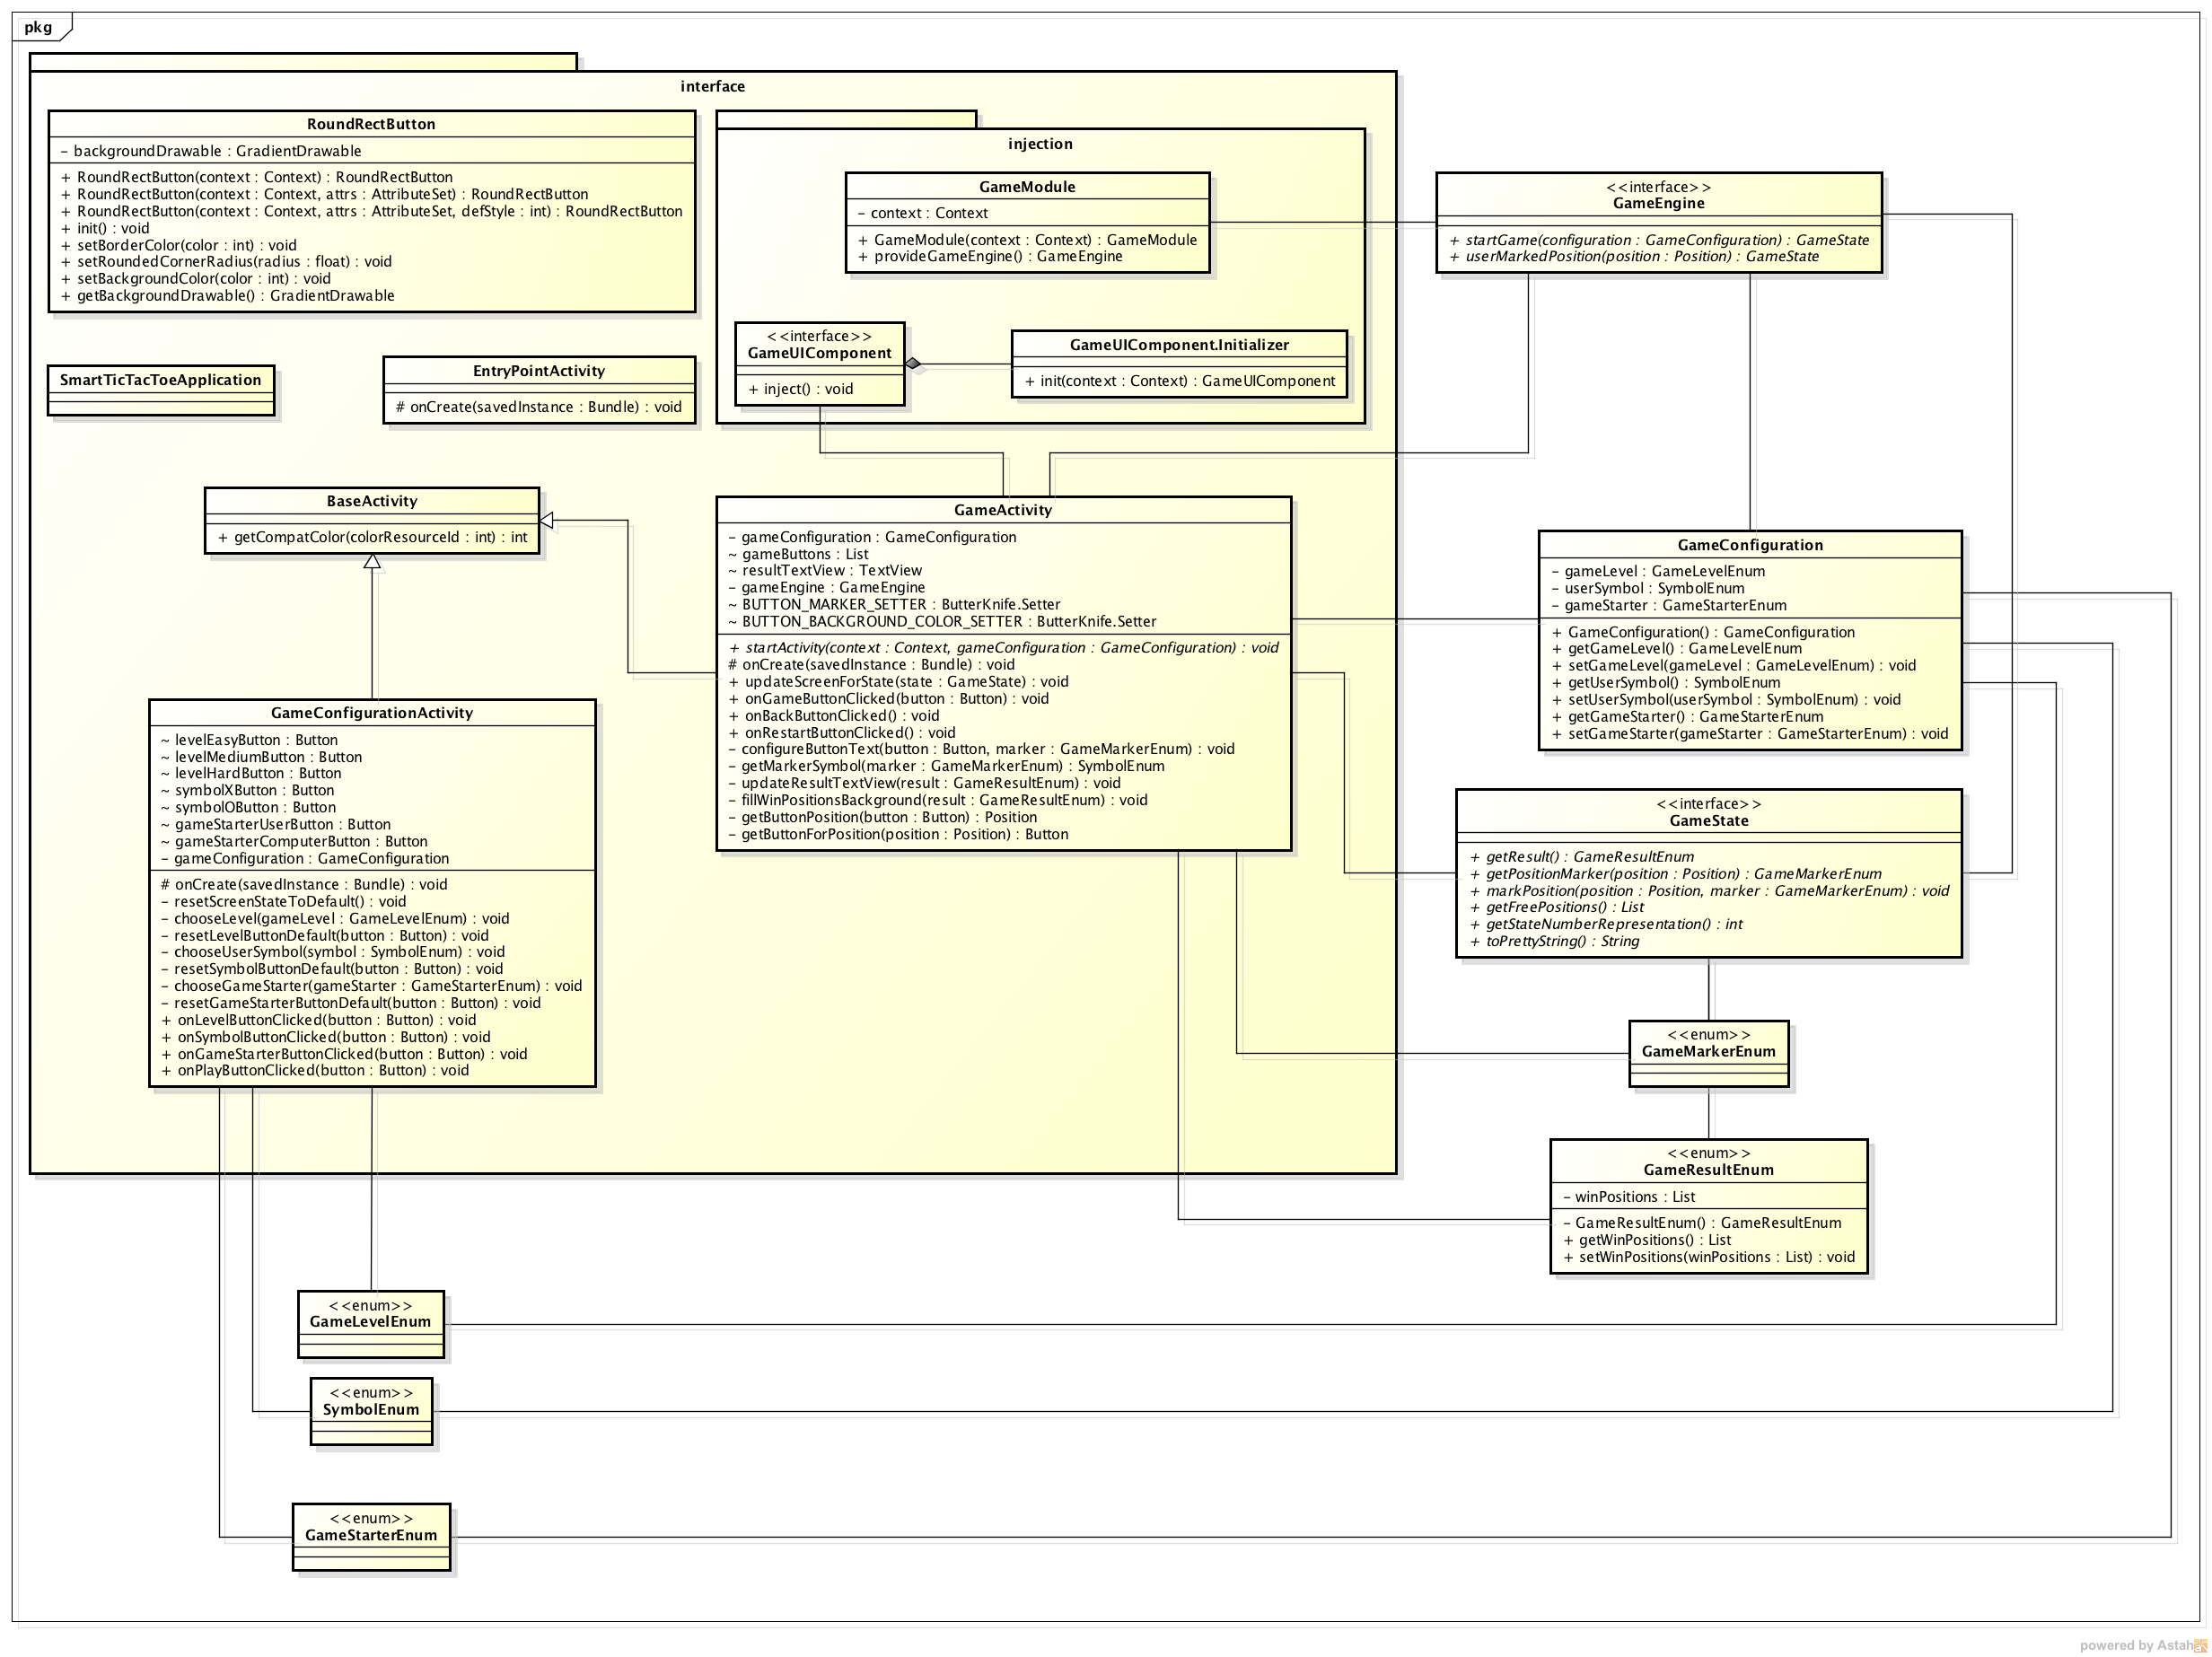 pkg
interface
RoundRectButton
– backgroundDrawable : GradientDrawable
+ RoundRectButton(context : Context) : RoundRectButton
+ RoundRectButton(context : Context, attrs : AttributeSet) : RoundRectButton
+ RoundRectButton(context : Context, attrs : AttributeSet, defStyle : int) : RoundRectButton
+ init() : void
+ setBorderColor(color : int) : void
+ setRoundedCornerRadius(radius : float) : void
+ setBackgroundColor(color : int) : void
+ getBackgroundDrawable() : GradientDrawable
injection
GameModule
– context : Context
+ GameModule(context : Context) : GameModule
+ provideGameEngine() : GameEngine
<<interface>>
GameEngine
+ startGame(configuration : GameConfiguration) : GameState
+ userMarkedPosition(position : Position) : GameState
<<interface>>
GameUIComponent
+ inject() : void
GameUIComponent.Initializer
+ init(context : Context) : GameUIComponent
SmartTicTacToeApplication
EntryPointActivity
# onCreate(savedInstance : Bundle) : void
BaseActivity
+ getCompatColor(colorResourceId : int) : int
GameActivity
– gameConfiguration : GameConfiguration
~ gameButtons : List
~ resultTextView : TextView
– gameEngine : GameEngine
~ BUTTON_MARKER_SETTER : ButterKnife.Setter
~ BUTTON_BACKGROUND_COLOR_SETTER : ButterKnife.Setter
+ startActivity(context : Context, gameConfiguration : GameConfiguration) : void
# onCreate(savedInstance : Bundle) : void
+ updateScreenForState(state : GameState) : void
+ onGameButtonClicked(button : Button) : void
+ onBackButtonClicked() : void
+ onRestartButtonClicked() : void
– configureButtonText(button : Button, marker : GameMarkerEnum) : void
– getMarkerSymbol(marker : GameMarkerEnum) : SymbolEnum
– updateResultTextView(result : GameResultEnum) : void
– fillWinPositionsBackground(result : GameResultEnum) : void
– getButtonPosition(button : Button) : Position
– getButtonForPosition(position : Position) : Button
GameConfiguration
– gameLevel : GameLevelEnum
– userSymbol : SymbolEnum
– gameStarter : GameStarterEnum
+ GameConfiguration() : GameConfiguration
+ getGameLevel() : GameLevelEnum
+ setGameLevel(gameLevel : GameLevelEnum) : void
+ getUserSymbol() : SymbolEnum
+ setUserSymbol(userSymbol : SymbolEnum) : void
+ getGameStarter() : GameStarterEnum
+ setGameStarter(gameStarter : GameStarterEnum) : void
GameConfigurationActivity
~ levelEasyButton : Button
~ levelMediumButton : Button
~ levelHardButton : Button
~ symbolXButton : Button
~ symbolOButton : Button
~ gameStarterUserButton : Button
~ gameStarterComputerButton : Button
– gameConfiguration : GameConfiguration
# onCreate(savedInstance : Bundle) : void
– resetScreenStateToDefault() : void
– chooseLevel(gameLevel : GameLevelEnum) : void
– resetLevelButtonDefault(button : Button) : void
– chooseUserSymbol(symbol : SymbolEnum) : void
– resetSymbolButtonDefault(button : Button) : void
– chooseGameStarter(gameStarter : GameStarterEnum) : void
– resetGameStarterButtonDefault(button : Button) : void
+ onLevelButtonClicked(button : Button) : void
+ onSymbolButtonClicked(button : Button) : void
+ onGameStarterButtonClicked(button : Button) : void
+ onPlayButtonClicked(button : Button) : void
<<interface>>
GameState
+ getResult() : GameResultEnum
+ getPositionMarker(position : Position) : GameMarkerEnum
+ markPosition(position : Position, marker : GameMarkerEnum) : void
+ getFreePositions() : List
+ getStateNumberRepresentation() : int
+ toPrettyString() : String
<<enum>>
GameMarkerEnum
<<enum>>
GameResultEnum
– winPositions : List
– GameResultEnum() : GameResultEnum
+ getWinPositions() : List
+ setWinPositions(winPositions : List) : void
<<enum>>
GameLevelEnum
<<enum>>
SymbolEnum
<<enum>>
GameStarterEnum
powered by Astah